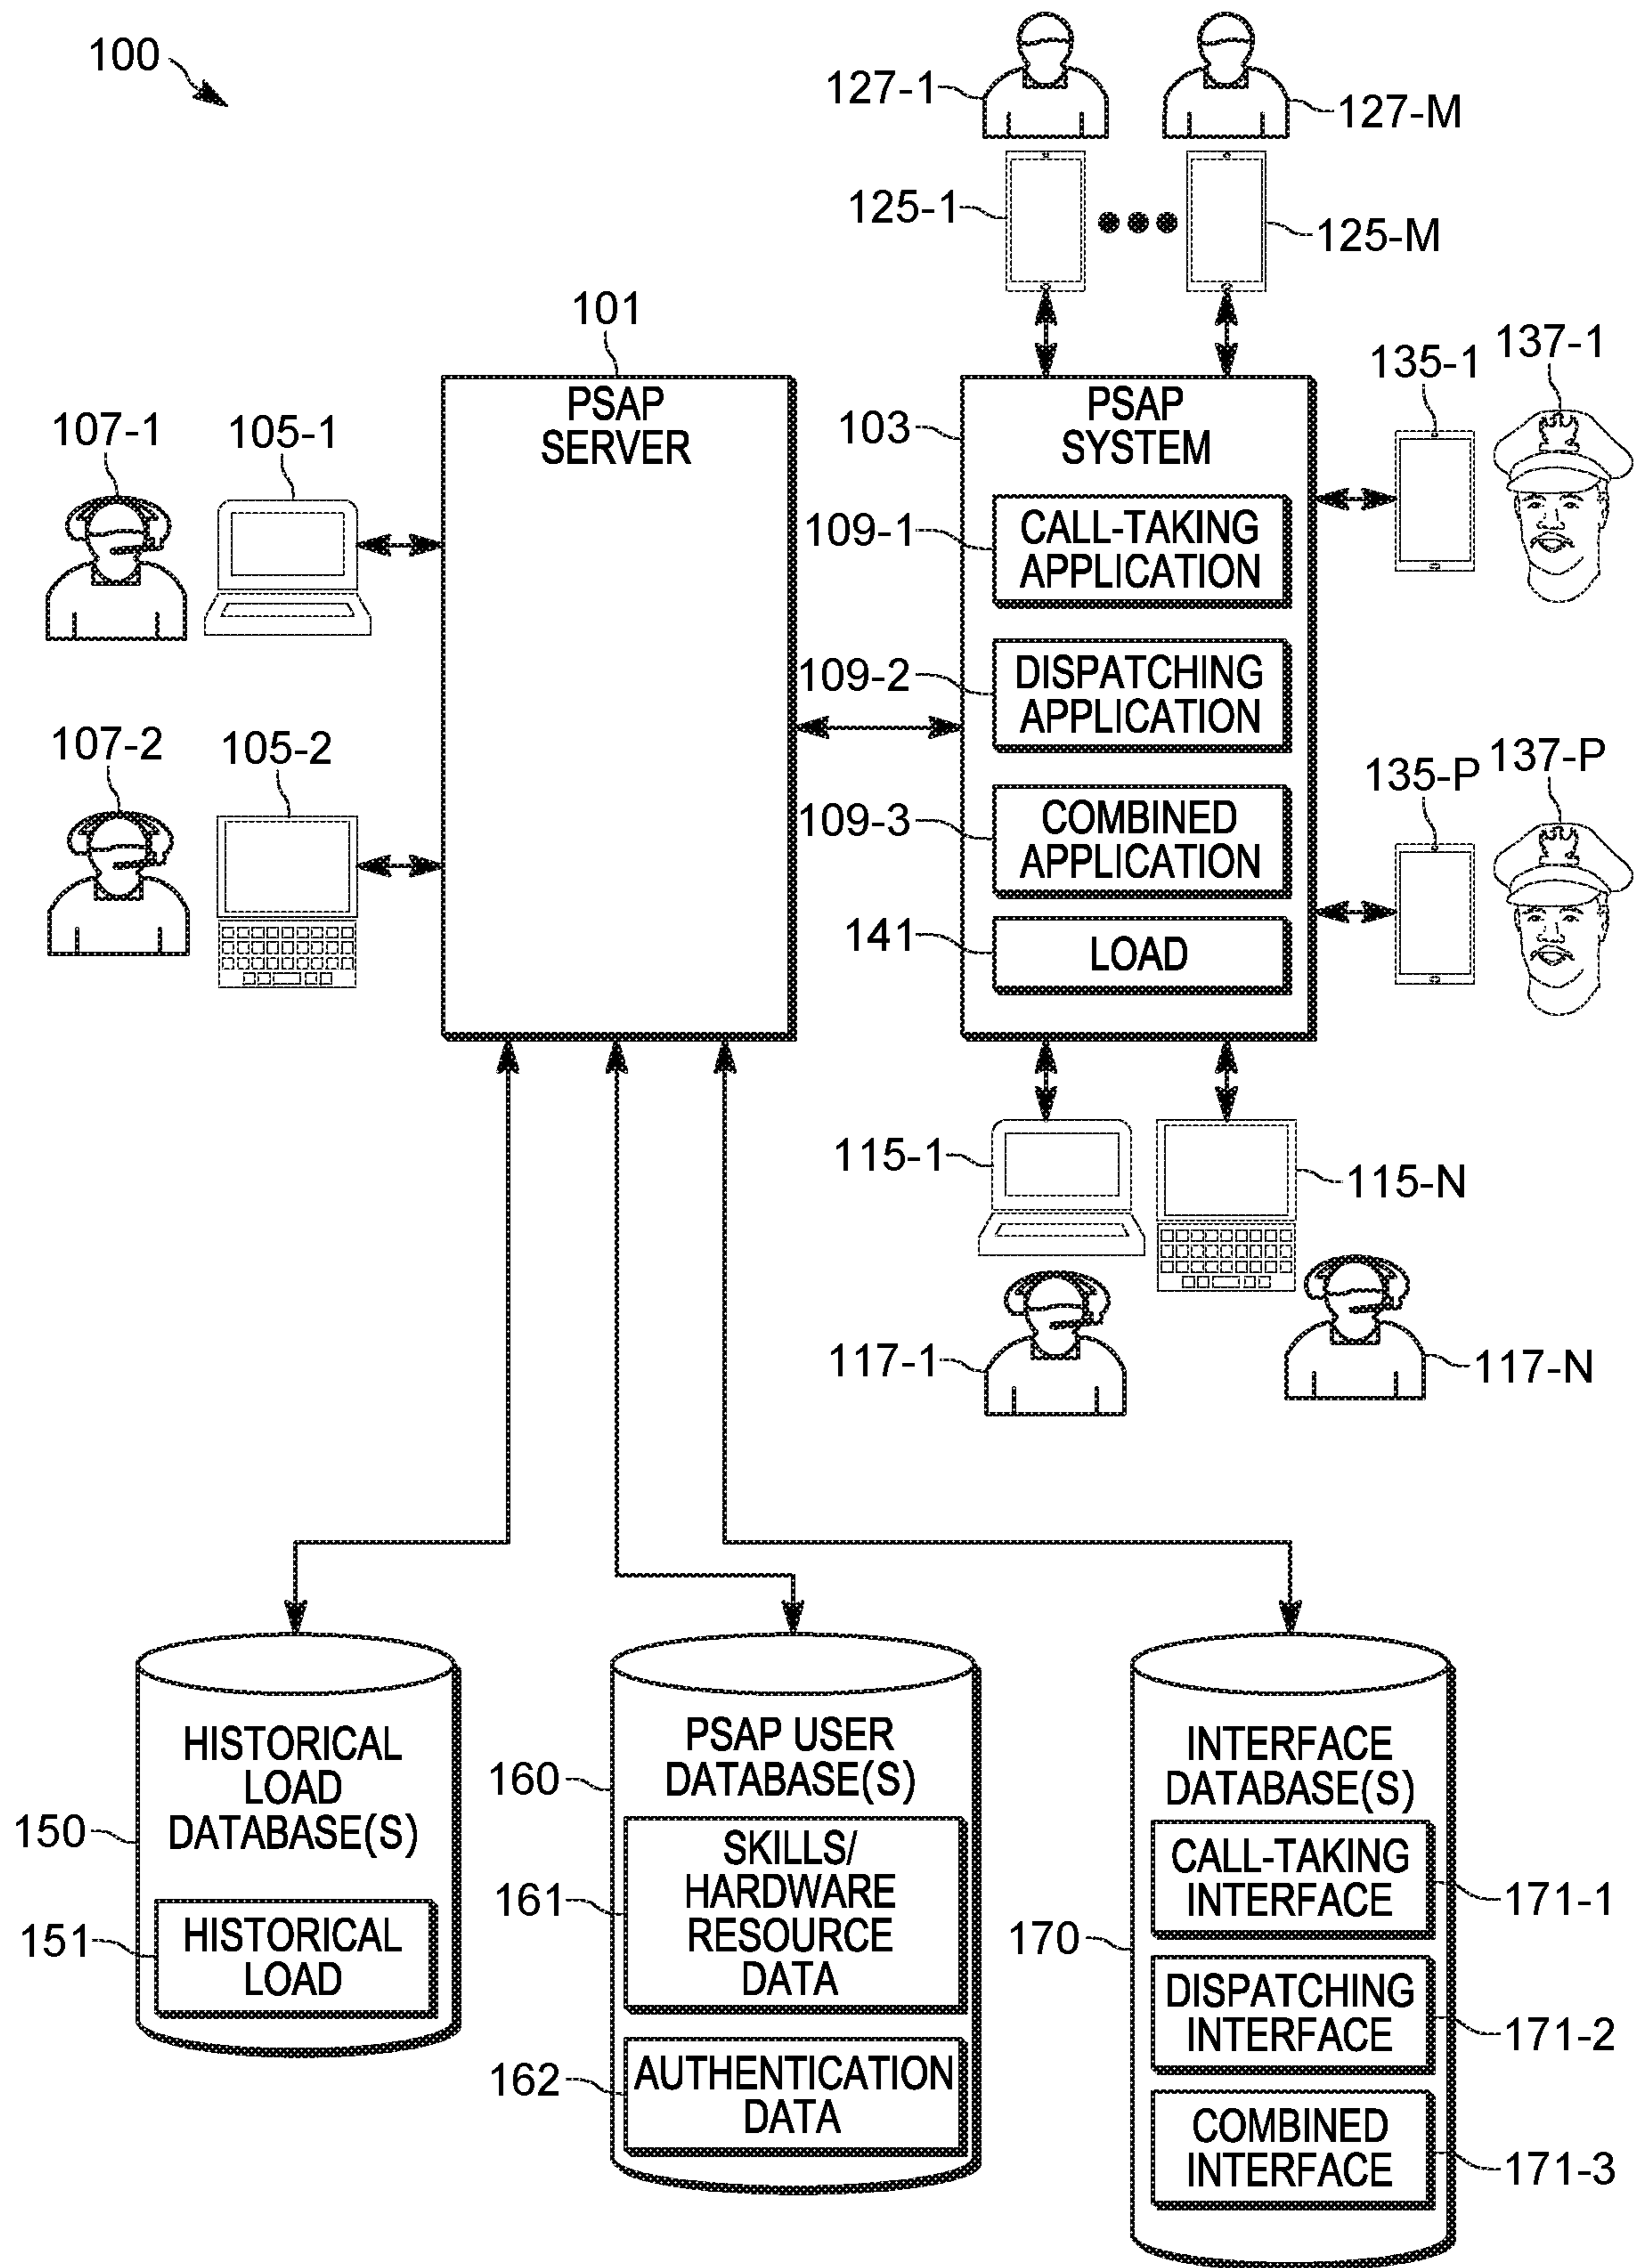 100
127-1
127-M
125-1
125-M
101
PSAP
SERVER
103
PSAP
SYSTEM
135-1
137-1
107-1
105-1
109-1
CALL-TAKING
APPLICATION
109-2
DISPATCHING
APPLICATION
107-2
105-2
135-P
137-P
109-3
COMBINED
APPLICATION
141
LOAD
115-1
115-N
117-1
117-N
150
HISTORICAL
LOAD
DATABASE(S)
151
HISTORICAL
LOAD
160
PSAP USER
DATABASE(S)
161
SKILLS/
HARDWARE
RESOURCE
DATA
162
AUTHENTICATION
DATA
170
INTERFACE
DATABASE(S)
CALL-TAKING
INTERFACE
171-1
DISPATCHING
INTERFACE
171-2
COMBINED
INTERFACE
171-3